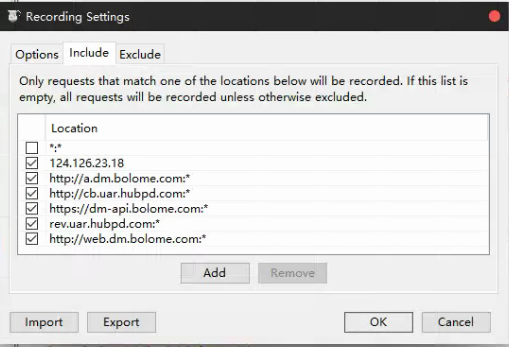 Recording Settings
Options Include Exclude
Only requests that match one of the locations below will be recorded. If this list is
empty, all requests will be recorded unless otherwise excluded.
Location
*:*
124.126.23.18
http://a.dm.bolome.com:*
http://cb.uar.hubpd.com:*
https://dm-api.bolome.com:*
rev.uar.hubpd.com:*
http://web.dm.bolome.com:*
Add Remove
Import Export OK Cancel